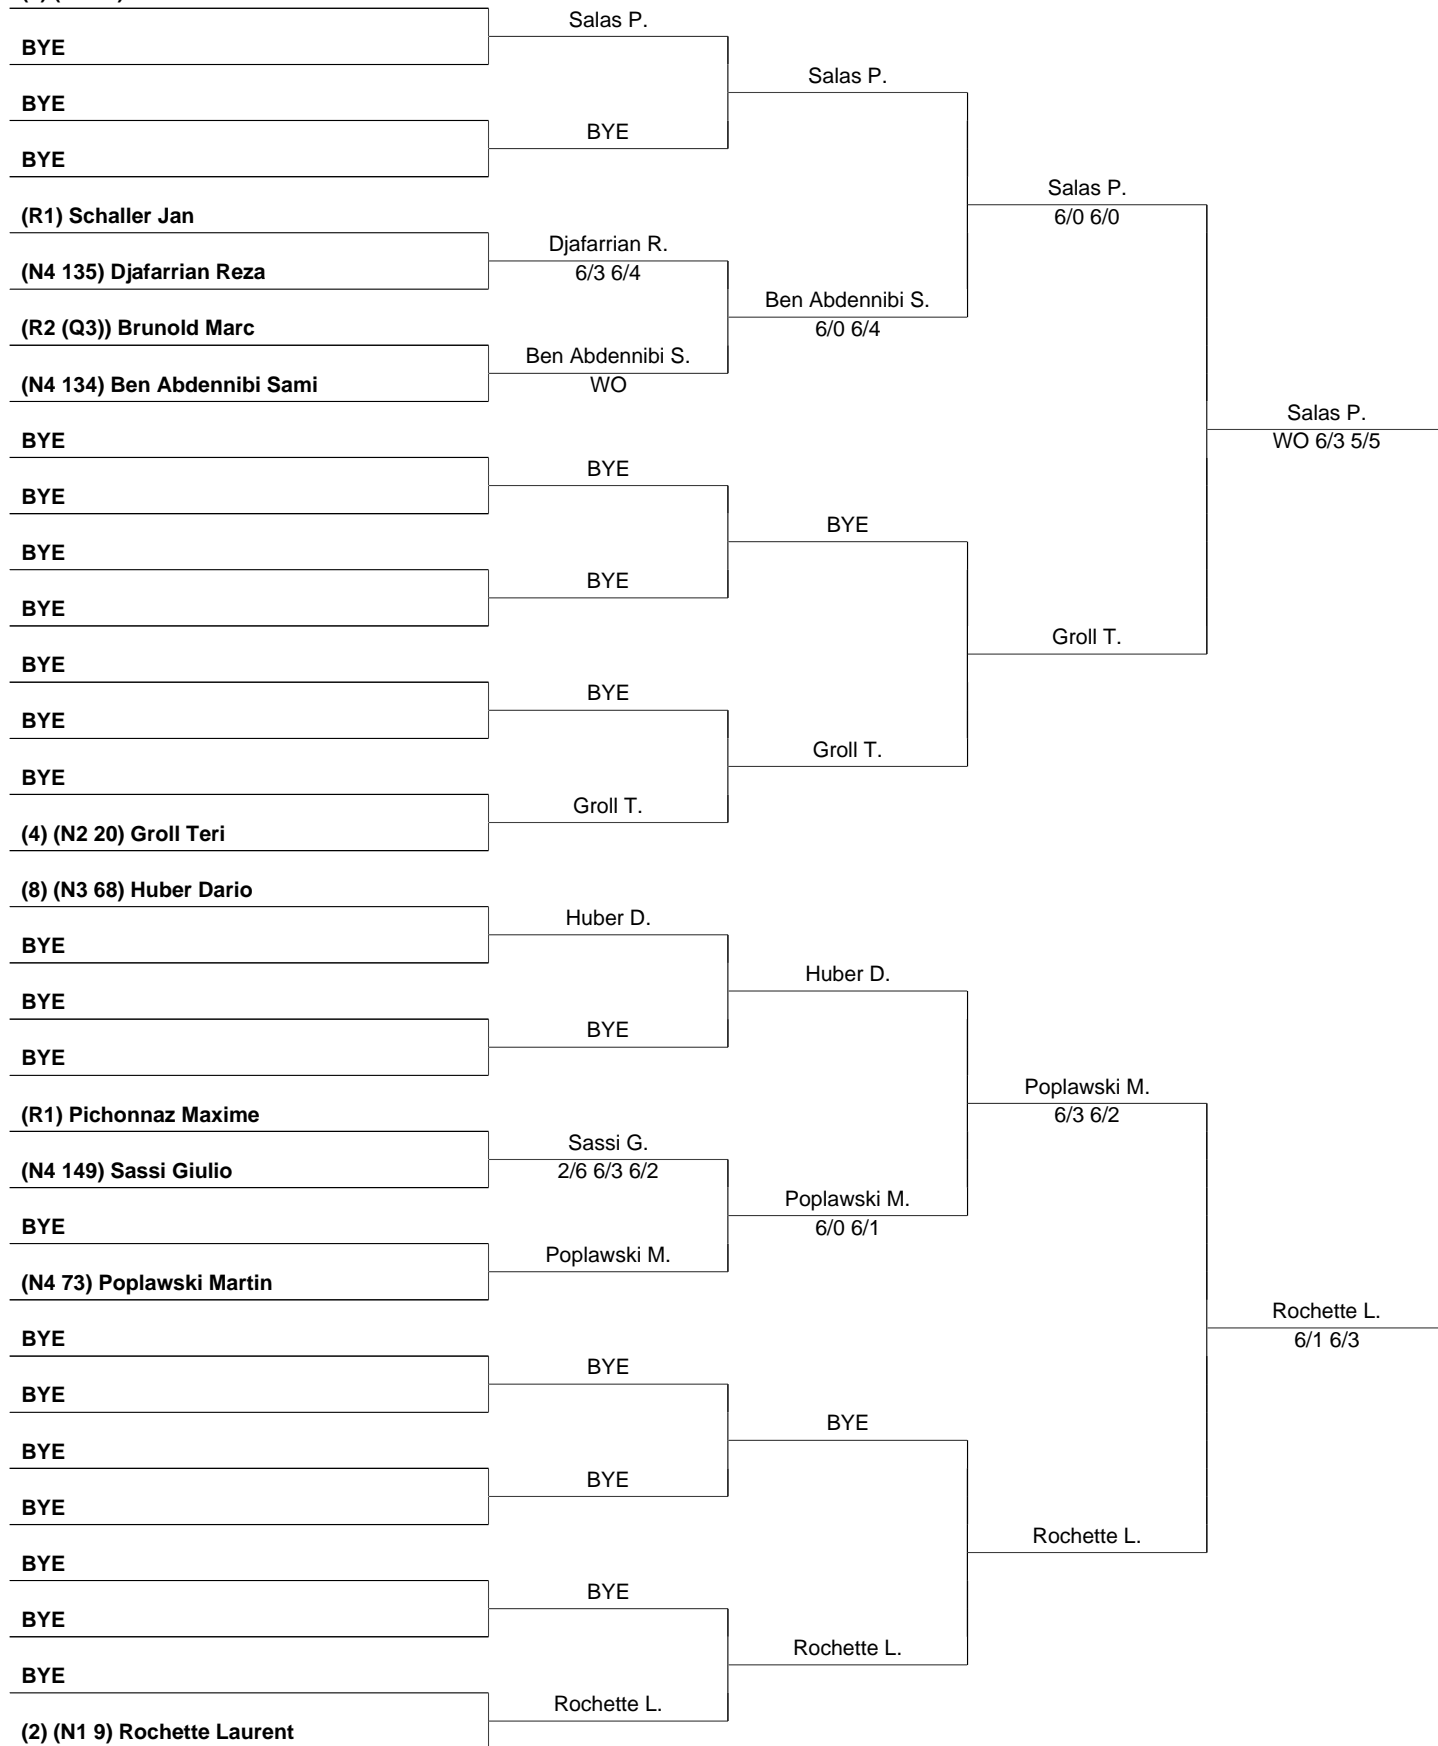 Salas P.
BYE
Salas P.
BYE
BYE
BYE
Salas P.
(R1) Schaller Jan
6/0 6/0
Djafarrian R.
(N4 135) Djafarrian Reza
6/3 6/4
Ben Abdennibi S.
(R2 (Q3)) Brunold Marc
6/0 6/4
Ben Abdennibi S.
(N4 134) Ben Abdennibi Sami
WO
Salas P.
BYE
WO 6/3 5/5
BYE
BYE
BYE
BYE
BYE
BYE
Groll T.
BYE
BYE
BYE
Groll T.
BYE
Groll T.
(4) (N2 20) Groll Teri
(8) (N3 68) Huber Dario
Huber D.
BYE
Huber D.
BYE
BYE
BYE
Poplawski M.
(R1) Pichonnaz Maxime
6/3 6/2
Sassi G.
(N4 149) Sassi Giulio
2/6 6/3 6/2
Poplawski M.
BYE
6/0 6/1
Poplawski M.
(N4 73) Poplawski Martin
Rochette L.
BYE
6/1 6/3
BYE
BYE
BYE
BYE
BYE
BYE
Rochette L.
BYE
BYE
BYE
Rochette L.
BYE
Rochette L.
(2) (N1 9) Rochette Laurent